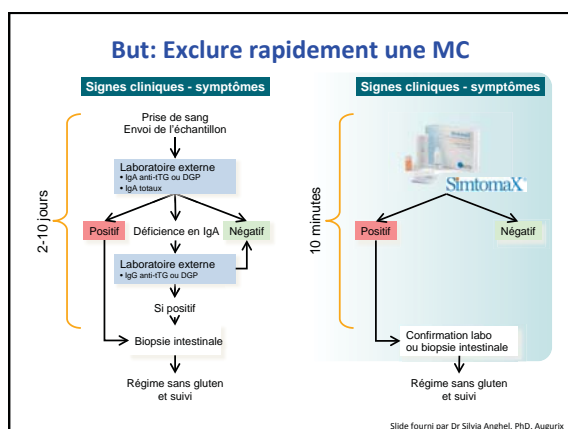 But: Exclure rapidement une MC
Signes cliniques - symptômes
Prise de sang
Envoi de l'échantillon
Laboratoire externe
• IgA anti-tTG ou DGP
• IgA totaux
2-10 jours
Positif
Déficience en IgA
Négatif
Laboratoire externe
• IgG anti-tTG ou DGP
Si positif
Biopsie intestinale
Régime sans gluten
et suivi
Signes cliniques - symptômes
SimtomaX
10 minutes
Positif
Négatif
Confirmation labo
ou biopsie intestinale
Régime sans gluten
et suivi
Slide fourni par Dr Silvia Anghel, PhD, Augurix